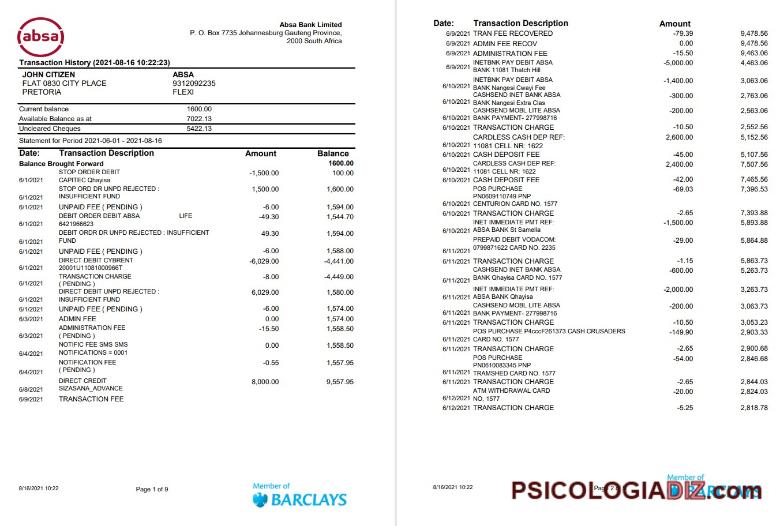 absa
Absa Bank Limited
P. O. Box 7735 Johannesburg Gauteng Province,
2000 South Africa
Transaction History (2021-08-16 10:22:23)
JOHN CITIZEN ABSA
FLAT 0830 CITY PLACE 9312092235
PRETORIA FLEXI
Current balance 1600.00
Available Balance as at 7022.13
Uncleared Cheques 5422.13
Statement for Period 2021-06-01 - 2021-08-16
Date: Transaction Description Amount Balance
Balance Brought Forward 1600.00
STOP ORDER DEBIT -1,500.00 100.00
6/1/2021 CAPITEC Qhayisa
STOP ORD DR UNPD REJECTED : 1,500.00 1,600.00
6/1/2021 INSUFFICIENT FUND
6/1/2021 UNPAID FEE ( PENDING ) -6.00 1,594.00
DEBIT ORDER DEBIT ABSA LIFE -49.30 1,544.70
6/1/2021 6421966623
DEBIT ORDR DR UNPD REJECTED : INSUFFICIENT 49.30 1,594.00
6/1/2021 FUND
6/1/2021 UNPAID FEE ( PENDING ) -6.00 1,588.00
DIRECT DEBIT CYBRENT -6,029.00 -4,441.00
6/1/2021 20001U11081000966T
TRANSACTION CHARGE -8.00 -4,449.00
6/1/2021 ( PENDING )
DIRECT DEBIT UNPD REJECTED : 6,029.00 1,580.00
6/1/2021 INSUFFICIENT FUND
6/1/2021 UNPAID FEE ( PENDING ) -6.00 1,574.00
6/3/2021 ADMIN FEE 0.00 1,574.00
ADMINISTRATION FEE -15.50 1,558.50
6/3/2021 ( PENDING )
NOTIFIC FEE SMS SMS 0.00 1,558.50
6/4/2021 NOTIFICATIONS = 0001
NOTIFICATION FEE -0.55 1,557.95
6/4/2021 ( PENDING )
DIRECT CREDIT 8,000.00 9,557.95
6/8/2021 SIZASANA_ADVANCE
6/9/2021 TRANSACTION FEE
8/16/2021 10:22 Page 1 of 9
Member of
BARCLAYS
Date: Transaction Description Amount
6/9/2021 TRAN FEE RECOVERED -79.39 9,478.56
6/9/2021 ADMIN FEE RECOV 0.00 9,478.56
6/9/2021 ADMINISTRATION FEE -15.50 9,463.06
INETBNK PAY DEBIT ABSA -5,000.00 4,463.06
6/9/2021 BANK 11081 Thatch Hill
INETBNK PAY DEBIT ABSA -1,400.00 3,063.06
6/10/2021 BANK Nangesi Cwayi Fee
CASHSEND INET BANK ABSA -300.00 2,763.06
6/10/2021 BANK Nangesi Extra Clas
CASHSEND MOBL LITE ABSA -200.00 2,563.06
6/10/2021 BANK PAYMENT- 277998716
6/10/2021 TRANSACTION CHARGE -10.50 2,552.56
CARDLESS CASH DEP REF: 2,600.00 5,152.56
6/10/2021 11081 CELL NR: 1622
6/10/2021 CASH DEPOSIT FEE -45.00 5,107.56
CARDLESS CASH DEP REF: 2,400.00 7,507.56
6/10/2021 11081 CELL NR: 1622
6/10/2021 CASH DEPOSIT FEE -42.00 7,465.56
POS PURCHASE -69.03 7,396.53
PN0609110749 PNP
6/10/2021 CENTURION CARD NO. 1577
6/10/2021 TRANSACTION CHARGE -2.65 7,393.88
INET IMMEDIATE PMT REF: -1,500.00 5,893.88
6/10/2021 ABSA BANK St Samelia
PREPAID DEBIT VODACOM: -29.00 5,864.88
6/11/2021 0799871622 CARD NO. 2235
6/11/2021 TRANSACTION CHARGE -1.15 5,863.73
CASHSEND INET BANK ABSA -600.00 5,263.73
6/11/2021 BANK Qhayisa CARD NO. 1577
INET IMMEDIATE PMT REF: -2,000.00 3,263.73
6/11/2021 ABSA BANK Qhayisa
CASHSEND MOBL LITE ABSA -200.00 3,063.73
6/11/2021 BANK PAYMENT- 277998716
6/11/2021 TRANSACTION CHARGE -10.50 3,053.23
POS PURCHASE P4cccF261373 CASH CRUSADERS -149.90 2,903.33
6/11/2021 CARD NO. 1577
6/11/2021 TRANSACTION CHARGE -2.65 2,900.68
POS PURCHASE -54.00 2,846.68
PN0610083345 PNP
6/11/2021 TRAMSHED CARD NO. 1577
6/11/2021 TRANSACTION CHARGE -2.65 2,844.03
ATM WITHDRAWAL CARD -20.00 2,824.03
6/12/2021 NO. 1577
6/12/2021 TRANSACTION CHARGE -5.25 2,818.78
8/16/2021 10:22
Member of
PSICOLOGIADIZ.com